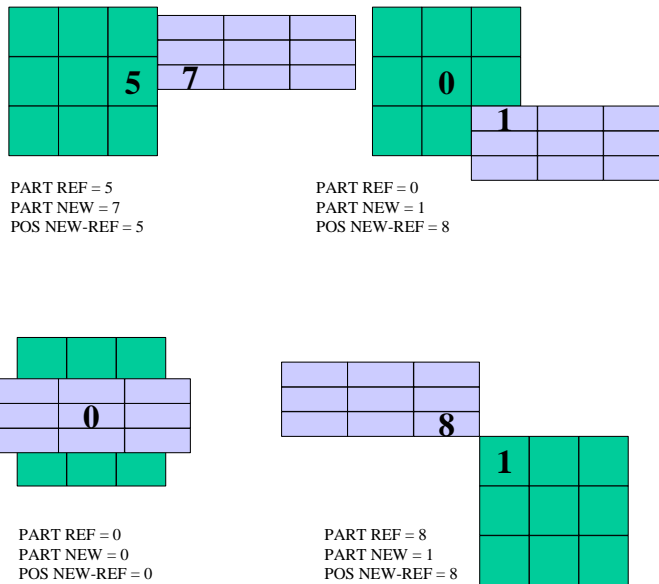 5
7
0
1
PART REF = 5
PART NEW = 7
POS NEW-REF = 5
PART REF = 0
PART NEW = 1
POS NEW-REF = 8
0
8
1
PART REF = 0
PART NEW = 0
POS NEW-REF = 0
PART REF = 8
PART NEW = 1
POS NEW-REF = 8